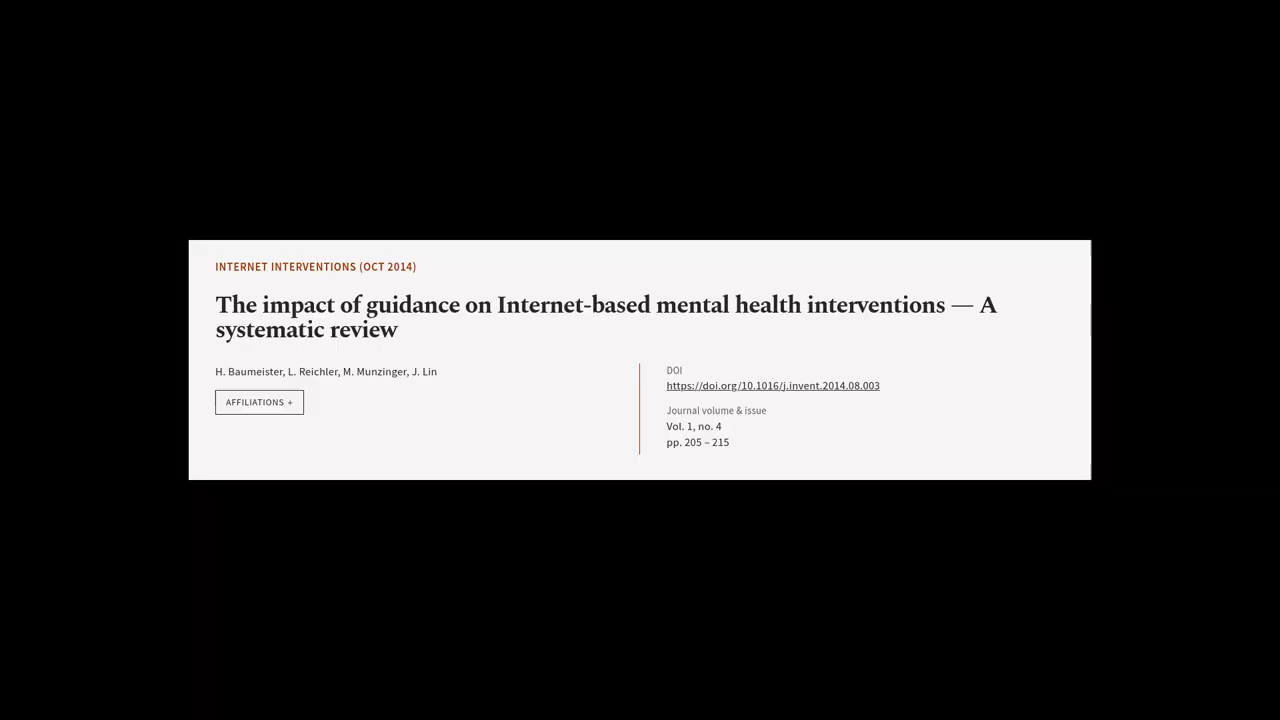 INTERNET INTERVENTIONS (OCT 2014)
The impact of guidance on Internet-based mental health interventions — A
systematic review
H. Baumeister, L. Reichler, M. Munzinger, J. Lin
AFFILIATIONS +
DOI
https://doi.org/10.1016/j.invent.2014.08.003
Journal volume & issue
Vol. 1, no. 4
pp. 205 – 215